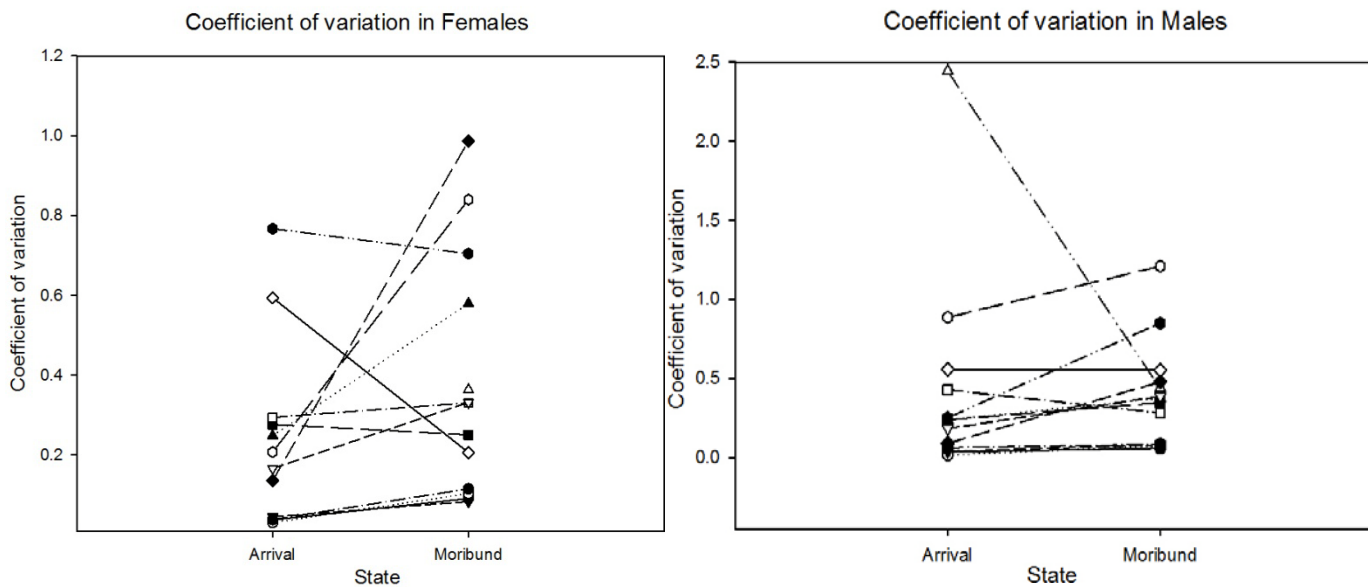 Coefficient of variation in Females
1.2
1.0
0.8
0.6
0.4
0.2
Coefficient of variation
Arrival
Moribund
State
Coefficient of variation in Males
2.5
2.0
1.5
1.0
0.5
0.0
Coefficient of variation
Arrival
Moribund
State